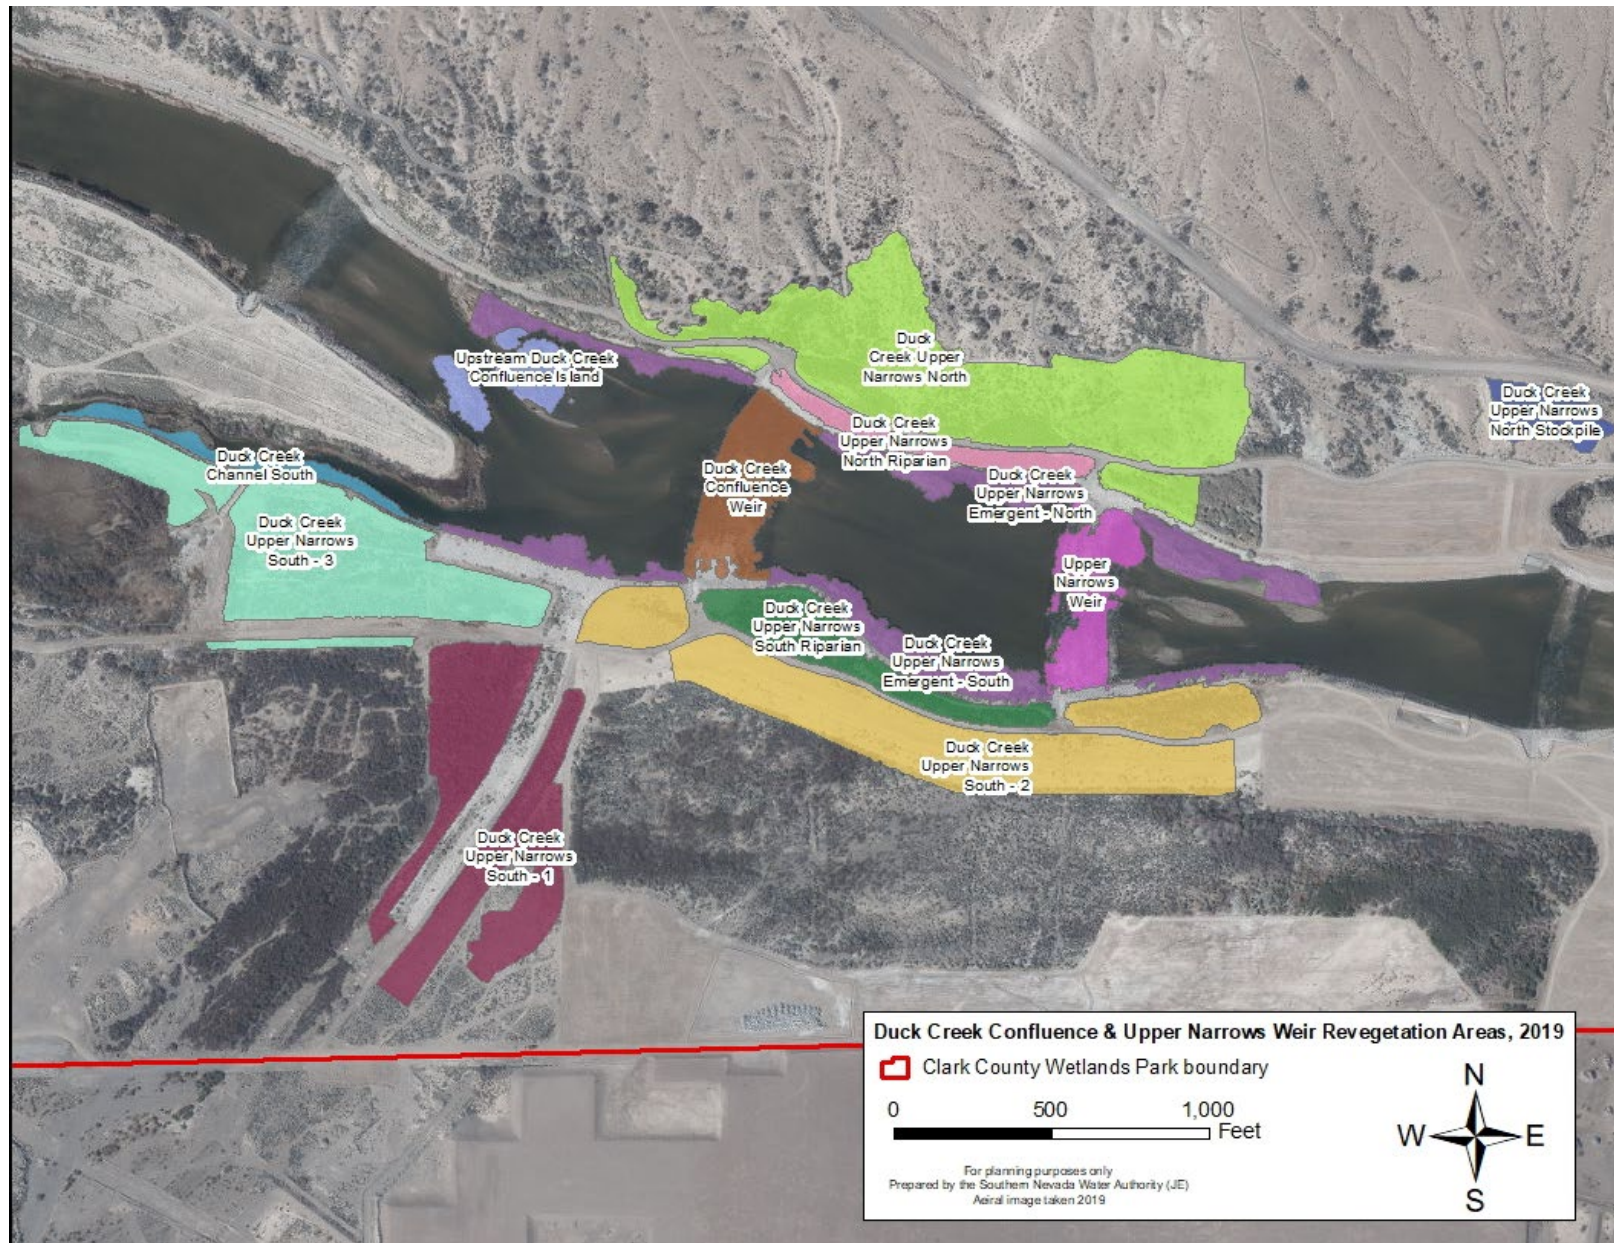 Duck
Creek Upper
Narrows North
Upstream Duck Creek
Confluence Island
Duck Creek
Upper Narrows
North Stockpile
Duck Creek
Upper Narrows
North Riparian
Duck Creek
Channel South
Duck Creek
Confluence
Weir
Duck Creek
Upper Narrows
Emergent - North
Duck Creek
Upper Narrows
South - 3
Upper
Narrows
Weir
Duck Creek
Upper Narrows
South Riparian
Duck Creek
Upper Narrows
Emergent - South
Duck Creek
Upper Narrows
South - 2
Duck Creek
Upper Narrows
South - 1
Duck Creek Confluence & Upper Narrows Weir Revegetation Areas, 2019
Clark County Wetlands Park boundary
0 500 1,000
Feet
For planning purposes only
Prepared by the Southern Nevada Water Authority (JE)
Aeiral image taken 2019
N
W E
S